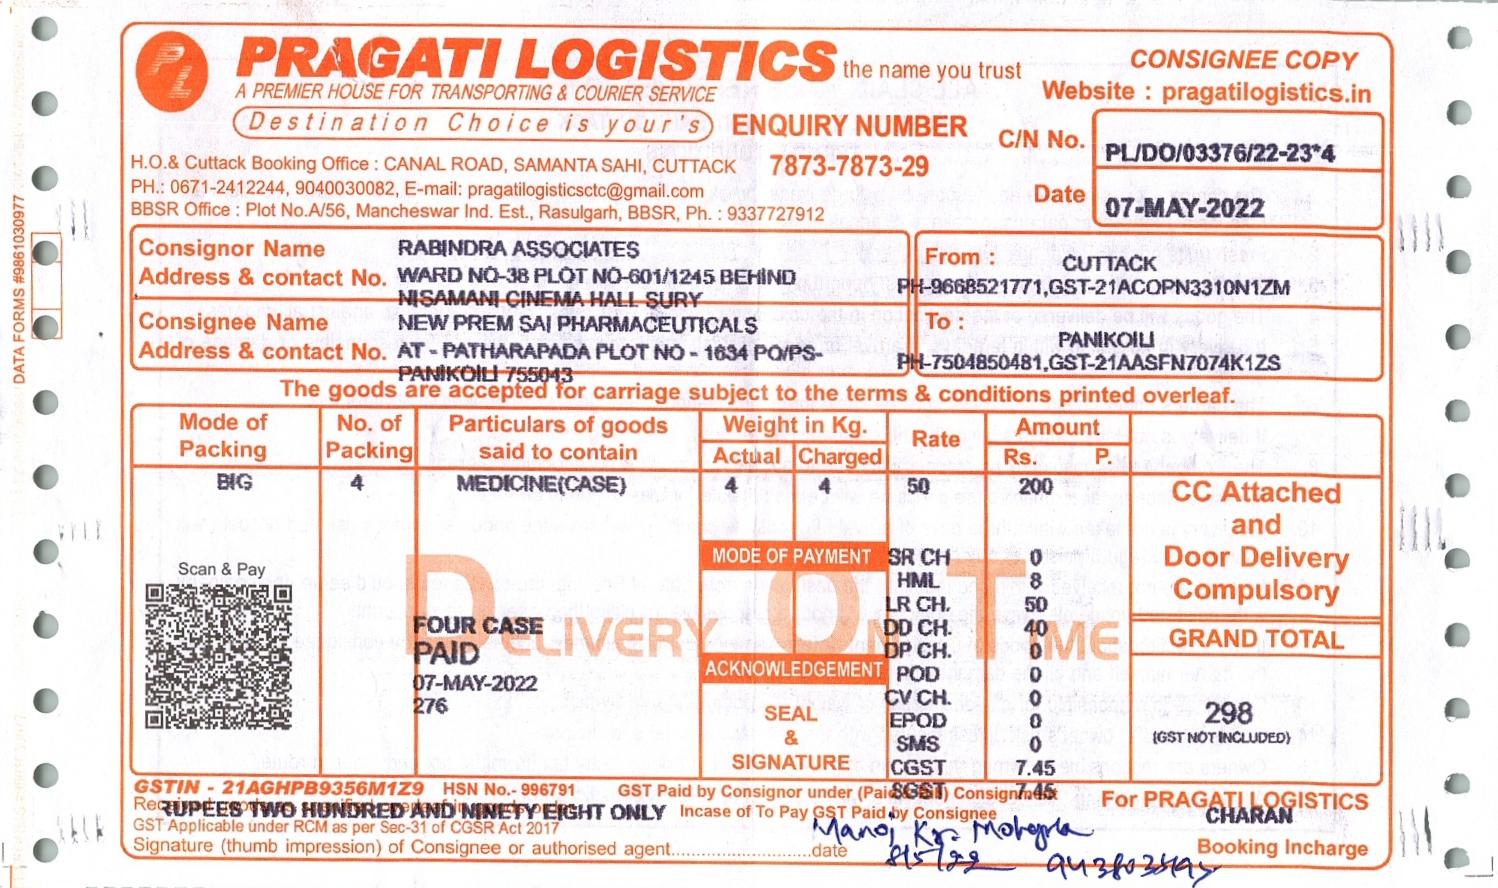 PRAGATI LOGISTICS the name you trust
A PREMIER HOUSE FOR TRANSPORTING & COURIER SERVICE
Destination Choice is your's
ENQUIRY NUMBER
7873-7873-29
CONSIGNEE COPY
Website : pragatilogistics.in
C/N No. PL/DO/03376/22-23*4
Date 07-MAY-2022
H.O.& Cuttack Booking Office : CANAL ROAD, SAMANTA SAHI, CUTTACK
PH.: 0671-2412244, 9040030082, E-mail: pragatilogisticsctc@gmail.com
BBSR Office : Plot No.A/56, Mancheswar Ind. Est., Rasulgarh, BBSR, Ph. : 9337727912
DATA FORMS #9861030977
Consignor Name RABINDRA ASSOCIATES
Address & contact No. WARD NO-38 PLOT NO-601/1245 BEHIND
NISAMANI CINEMA HALL SURY
From : CUTTACK
PH-9668521771,GST-21ACOPN3310N1ZM
Consignee Name NEW PREM SAI PHARMACEUTICALS
Address & contact No. AT - PATHARAPADA PLOT NO - 1634 PO/PS-
PANIKOILI 755043
To : PANIKOILI
PH-7504850481,GST-21AASFN7074K1ZS
The goods are accepted for carriage subject to the terms & conditions printed overleaf.
Mode of Packing No. of Packing Particulars of goods said to contain Weight in Kg. Actual Charged Rate Amount Rs. P.
BIG 4 MEDICINE(CASE) 4 4 50 200
CC Attached
and
Door Delivery
Compulsory
DELIVERY ON TIME
Scan & Pay
FOUR CASE
PAID
07-MAY-2022
276
MODE OF PAYMENT
ACKNOWLEDGEMENT
SEAL
&
SIGNATURE
SR CH 0
HML 8
LR CH. 50
DD CH. 40
DP CH. 0
POD 0
CV CH. 0
EPOD 0
SMS 0
CGST 7.45
SGST 7.45
GRAND TOTAL
298
(GST NOT INCLUDED)
GSTIN - 21AGHPB9356M1Z9 HSN No.- 996791 GST Paid by Consignor under (Paid) Consignment
RUPEES TWO HUNDRED AND NINETY EIGHT ONLY Incase of To Pay GST Paid by Consignee
GST Applicable under RCM as per Sec-31 of CGSR Act 2017
Signature (thumb impression) of Consignee or authorised agent..............................date
Manoj Kr.
8/5/22
For PRAGATI LOGISTICS
CHARAN
Booking Incharge